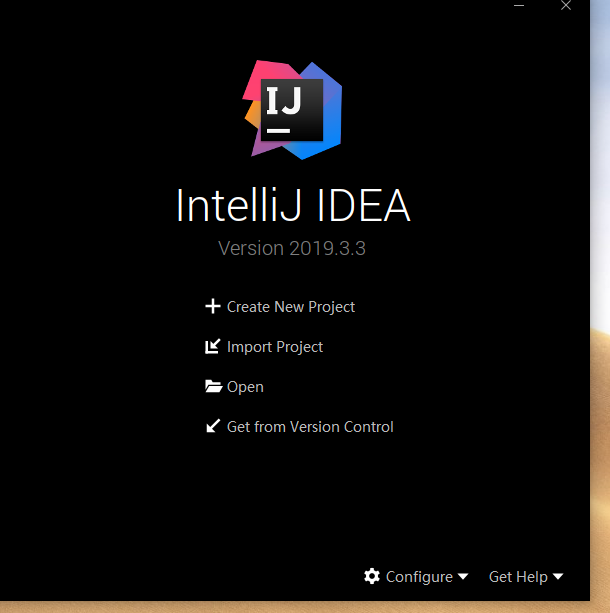 IJ
IntelliJ IDEA
Version 2019.3.3
Create New Project
Import Project
Open
Get from Version Control
Configure
Get Help